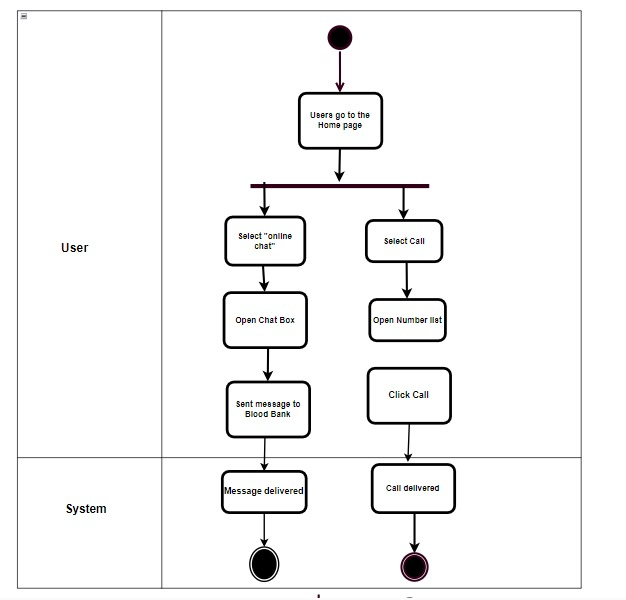 Users go to the
Home page
User
Select "online
chat"
Select Call
Open Chat Box
Open Number list
Sent message to
Blood Bank
Click Call
System
Message delivered
Call delivered